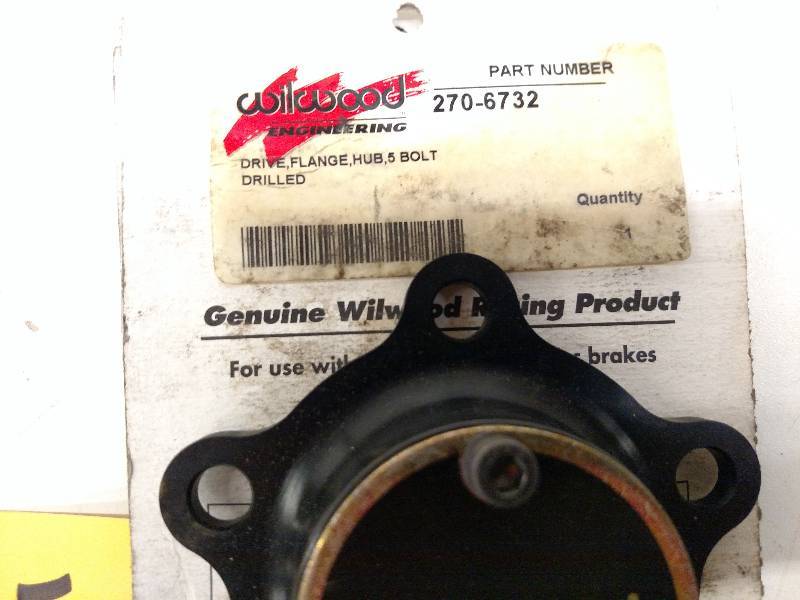 wilwood
ENGINEERING
PART NUMBER
270-6732
DRIVE,FLANGE,HUB,5 BOLT
DRILLED
Quantity
1
Genuine Wilwood Racing Product
For use with brakes